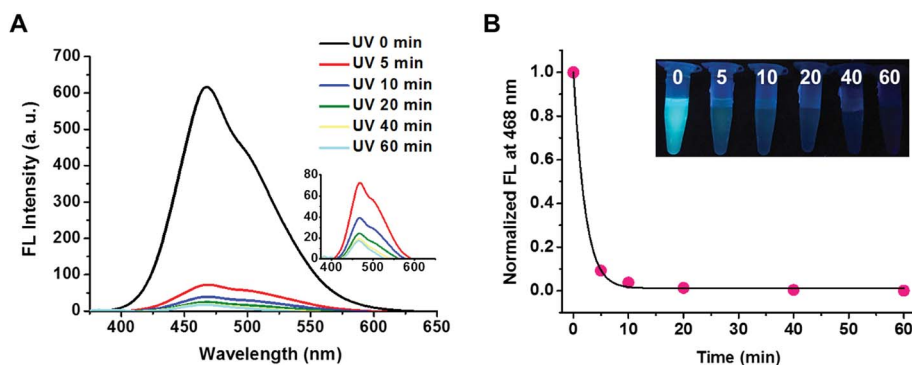 A
UV 0 min
UV 5 min
UV 10 min
UV 20 min
UV 40 min
UV 60 min
700
600
500
400
300
200
100
0
FL Intensity (a. u.)
80
60
40
20
0
400 500 600
400 450 500 550 600 650
Wavelength (nm)
B
0 5 10 20 40 60
1.0
0.8
0.6
0.4
0.2
0.0
Normalized FL at 468 nm
0 10 20 30 40 50 60
Time (min)